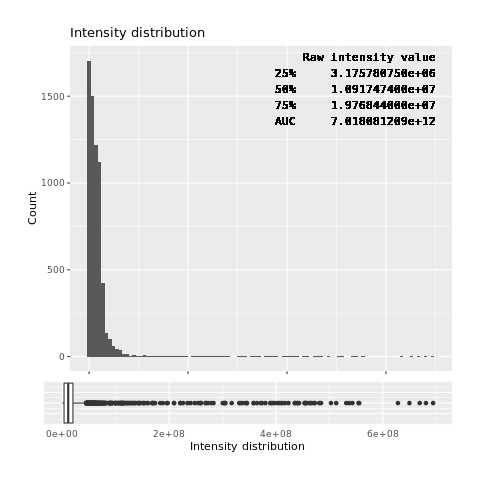 Intensity distribution
Raw intensity value
25% 3.175780750e+06
50% 1.091747400e+07
75% 1.976844000e+07
AUC 7.018081209e+12
1500
1000
500
0
Count
0e+00 2e+08 4e+08 6e+08
Intensity distribution